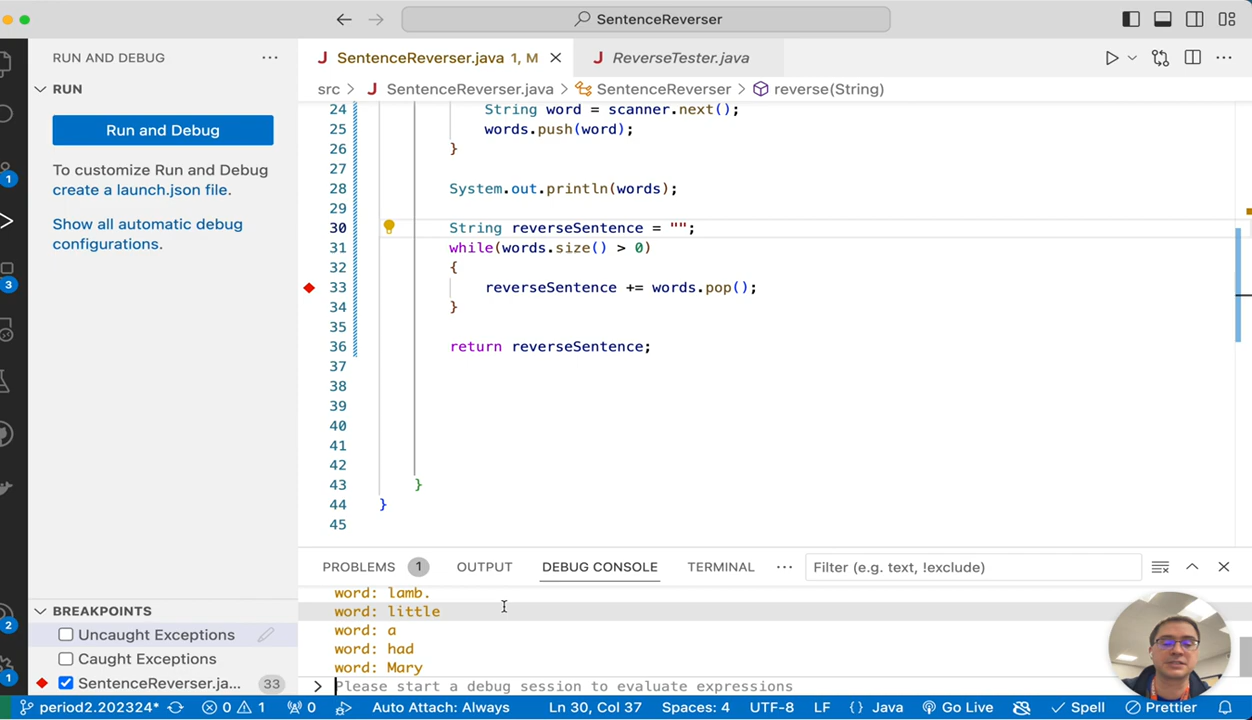 SentenceReverser
RUN AND DEBUG
SentenceReverser.java 1, M
ReverseTester.java
RUN
src > SentenceReverser.java > SentenceReverser > reverse(String)
Run and Debug
To customize Run and Debug
create a launch.json file.
Show all automatic debug
configurations.
24 String word = scanner.next();
25 words.push(word);
26 }
27
28 System.out.println(words);
29
30 String reverseSentence = "";
31 while(words.size() > 0)
32 {
33 reverseSentence += words.pop();
34 }
35
36 return reverseSentence;
37
38
39
40
41
42
43 }
44 }
45
PROBLEMS 1 OUTPUT DEBUG CONSOLE TERMINAL ... Filter (e.g. text, !exclude)
word: lamb.
word: little
word: a
word: had
word: Mary
> Please start a debug session to evaluate expressions
BREAKPOINTS
Uncaught Exceptions
Caught Exceptions
SentenceReverser.ja... 33
1
3
2
1
period2.202324* 0 1 0 Auto Attach: Always Ln 30, Col 37 Spaces: 4 UTF-8 LF {} Java Go Live Spell Prettier